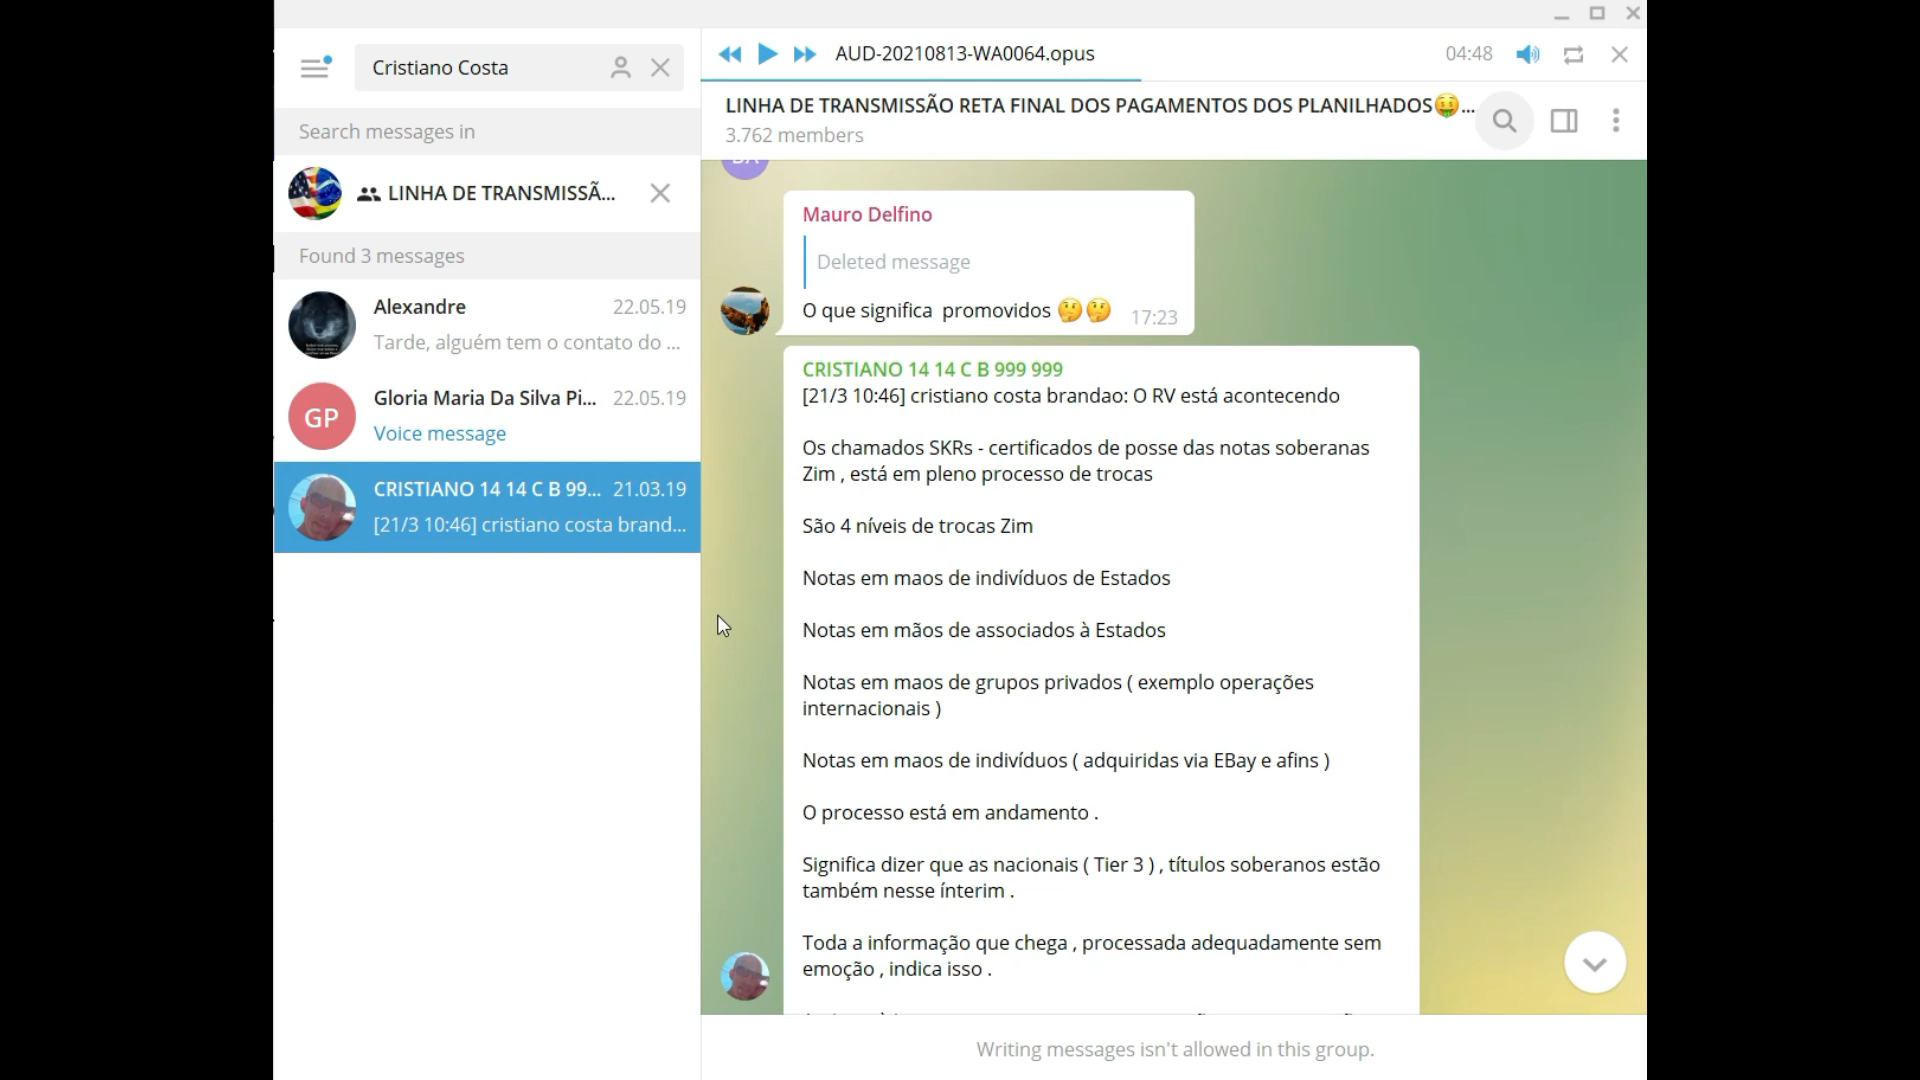 Cristiano Costa
Search messages in
LINHA DE TRANSMISSÃ...
Found 3 messages
Alexandre 22.05.19
Tarde, alguém tem o contato do ...
GP
Gloria Maria Da Silva Pi... 22.05.19
Voice message
CRISTIANO 14 14 C B 99... 21.03.19
[21/3 10:46] cristiano costa brand...
AUD-20210813-WA0064.opus
04:48
LINHA DE TRANSMISSÃO RETA FINAL DOS PAGAMENTOS DOS PLANILHADOS🤑...
3.762 members
Mauro Delfino
Deleted message
O que significa promovidos 🤔🤔 17:23
CRISTIANO 14 14 C B 999 999
[21/3 10:46] cristiano costa brandao: O RV está acontecendo
Os chamados SKRs - certificados de posse das notas soberanas
Zim , está em pleno processo de trocas
São 4 níveis de trocas Zim
Notas em maos de indivíduos de Estados
Notas em mãos de associados à Estados
Notas em maos de grupos privados ( exemplo operações
internacionais )
Notas em maos de indivíduos ( adquiridas via EBay e afins )
O processo está em andamento .
Significa dizer que as nacionais ( Tier 3 ) , títulos soberanos estão
também nesse ínterim .
Toda a informação que chega , processada adequadamente sem
emoção , indica isso .
Writing messages isn't allowed in this group.